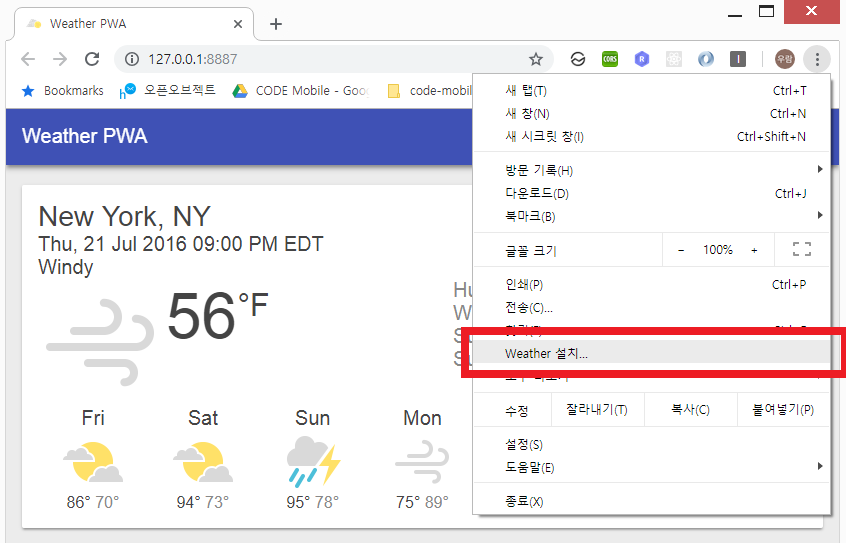 Weather PWA
127.0.0.1:8887
CORS
R
I
우람
Bookmarks
오픈오브젝트
CODE Mobile - Goo
code-mobil
Weather PWA
New York, NY
Thu, 21 Jul 2016 09:00 PM EDT
Windy
56°F
Fri
Sat
Sun
Mon
86° 70°
94° 73°
95° 78°
75° 89°
새 탭(T) Ctrl+T
새 창(N) Ctrl+N
새 시크릿 창(I) Ctrl+Shift+N
방문 기록(H)
다운로드(D) Ctrl+J
북마크(B)
글꼴 크기 - 100% +
인쇄(P) Ctrl+P
전송(C)...
Weather 설치...
수정 잘라내기(T) 복사(C) 붙여넣기(P)
설정(S)
도움말(E)
종료(X)